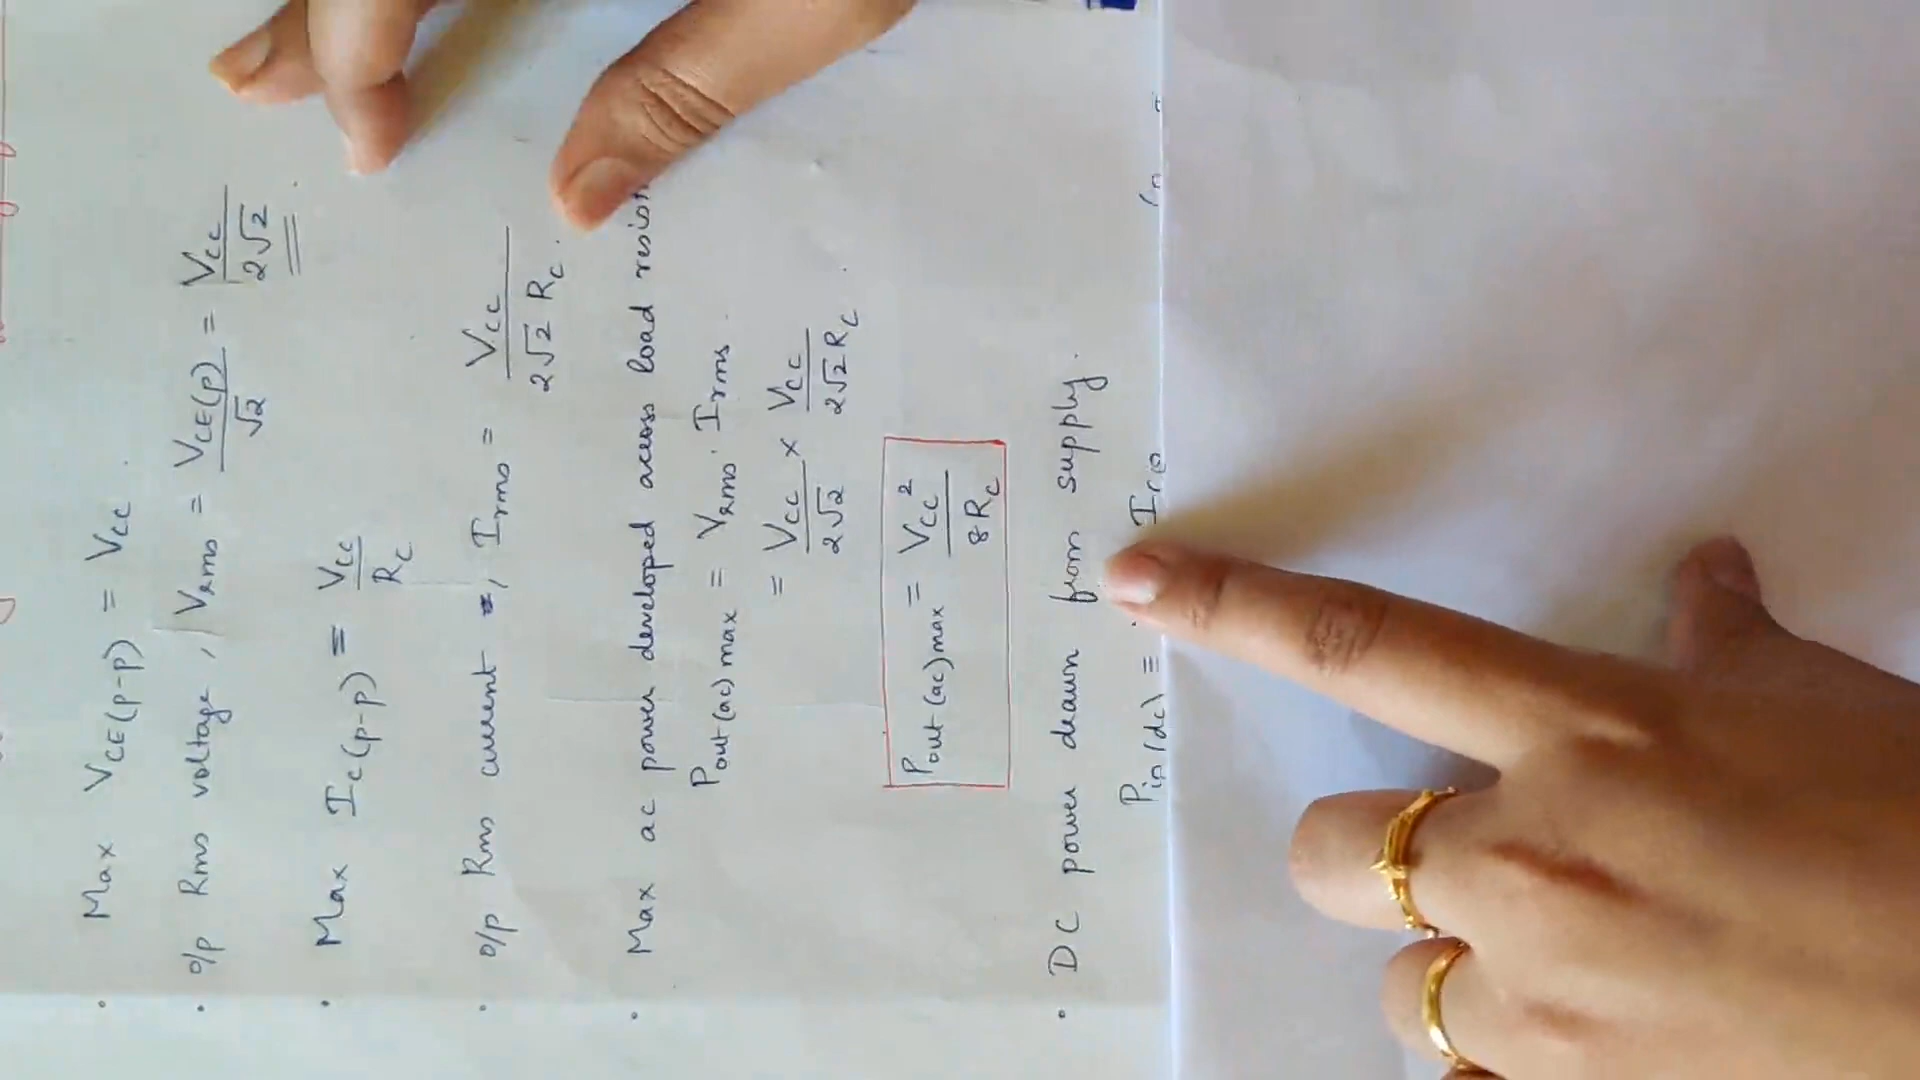 • Max V_CE(p-p) = V_CC.
• o/p Rms voltage, V_rms = V_CE(p)/√2 = V_CC/2√2.
• Max I_C(p-p) = V_CC/R_C
• o/p Rms current, I_rms = V_CC/2√2 R_C.
• Max ac power developed across load
P_out(ac)max = V_rms . I_rms.
= V_CC/2√2 × V_CC/2√2 R_C.
P_out(ac)max = V_CC²/8R_C
• DC power drawn from supply.
P_in(dc) =